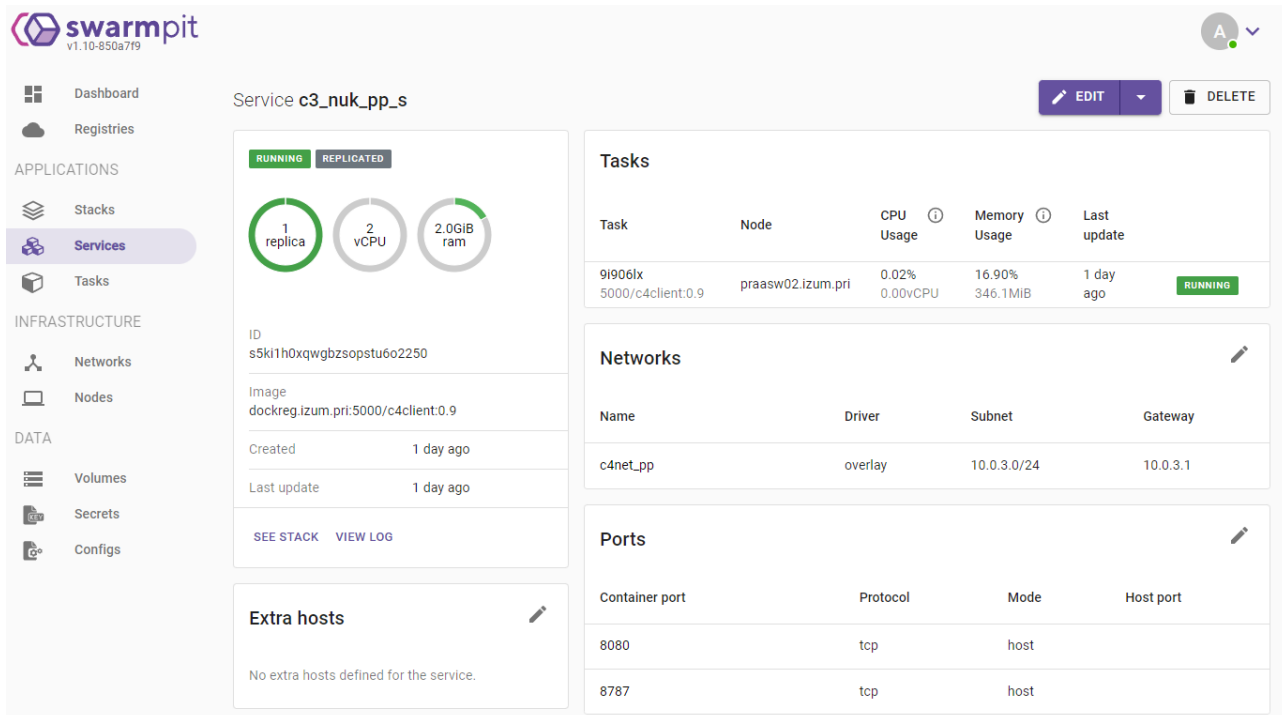 swarmpit
v1.10-850a7f9
A
Dashboard
Registries
APPLICATIONS
Stacks
Services
Tasks
INFRASTRUCTURE
Networks
Nodes
DATA
Volumes
Secrets
Configs
Service c3_nuk_pp_s
EDIT
DELETE
RUNNING REPLICATED
1 replica
2 vCPU
2.0GiB ram
ID
s5ki1h0xqwgbzsopstu6o2250
Image
dockreg.izum.pri:5000/c4client:0.9
Created 1 day ago
Last update 1 day ago
SEE STACK VIEW LOG
Extra hosts
No extra hosts defined for the service.
Tasks
Task Node CPU Usage Memory Usage Last update
9i906lx praasw02.izum.pri 0.02% 16.90% 1 day ago RUNNING
5000/c4client:0.9 0.00vCPU 346.1MiB
Networks
Name Driver Subnet Gateway
c4net_pp overlay 10.0.3.0/24 10.0.3.1
Ports
Container port Protocol Mode Host port
8080 tcp host
8787 tcp host